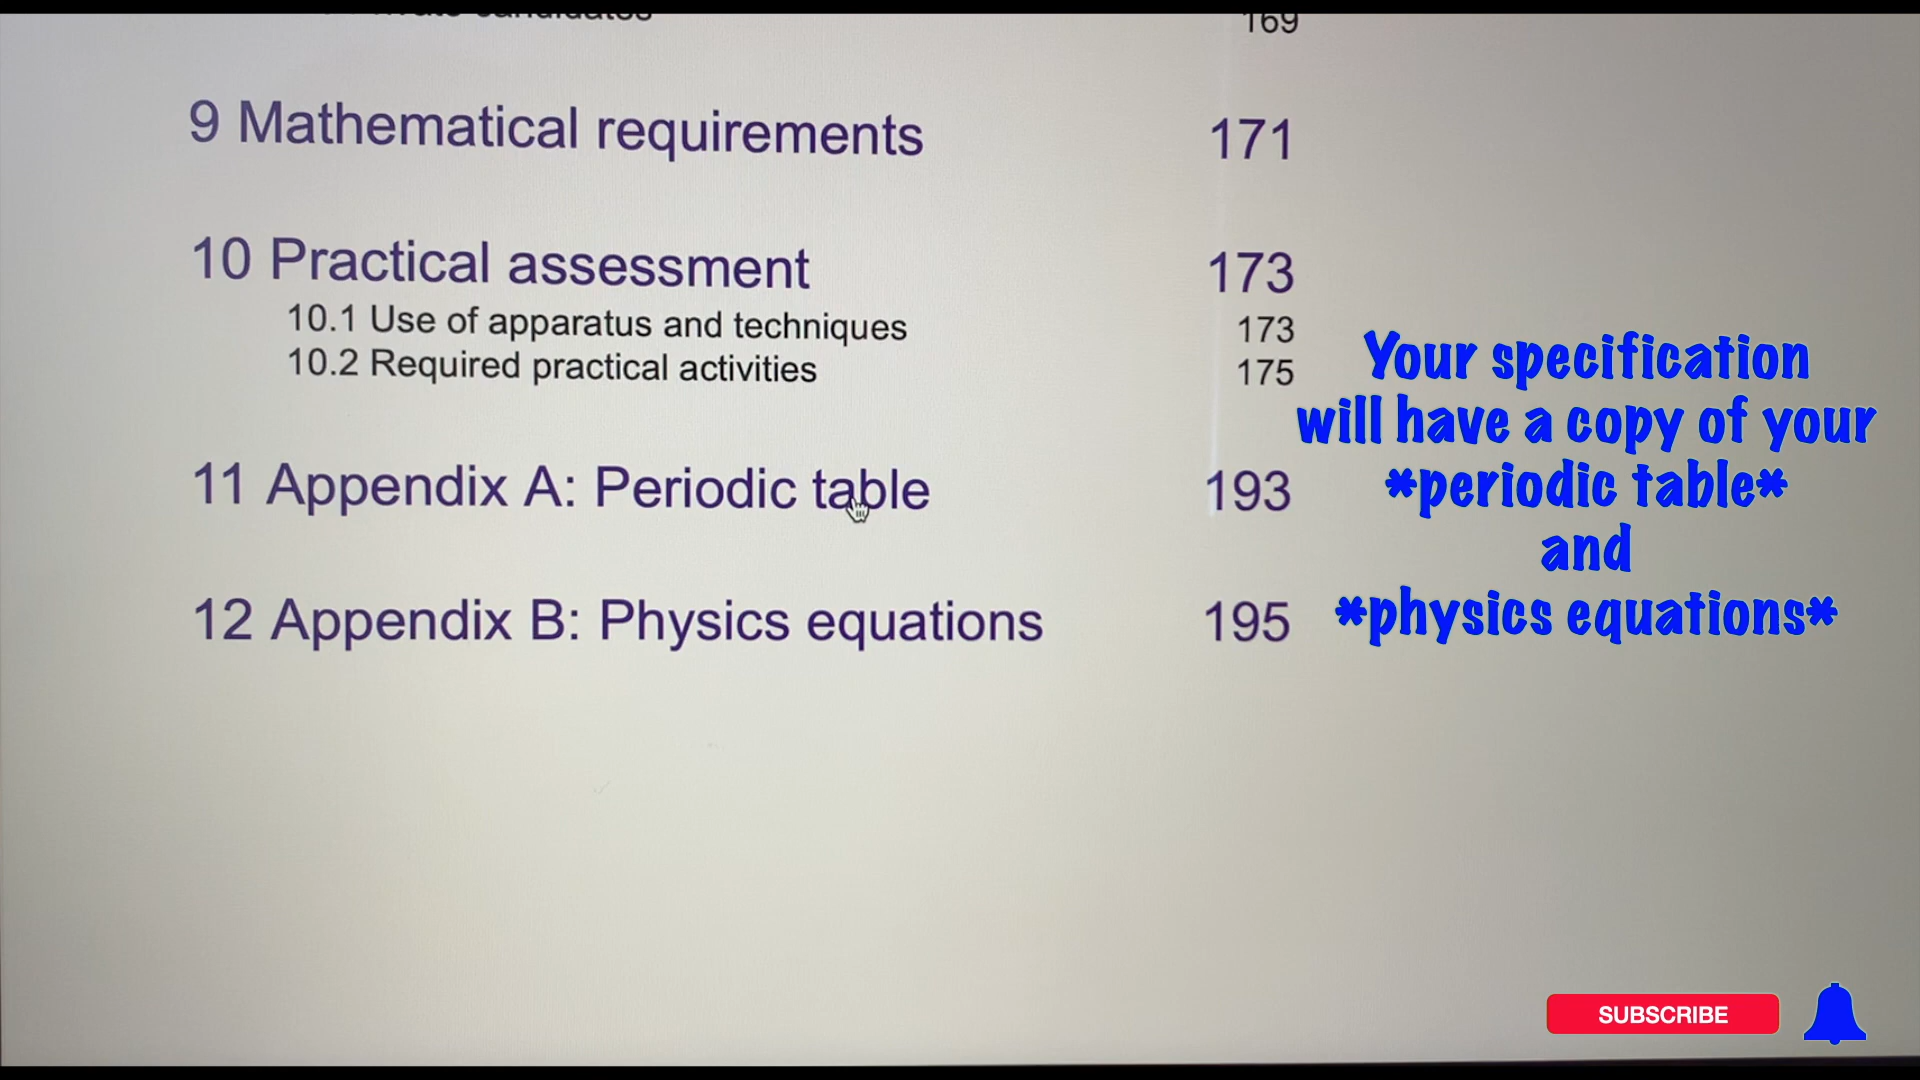 candidates 169
9 Mathematical requirements 171
10 Practical assessment 173
10.1 Use of apparatus and techniques 173
10.2 Required practical activities 175
11 Appendix A: Periodic table 193
12 Appendix B: Physics equations 195
Your specification
will have a copy of your
*periodic table*
and
*physics equations*
SUBSCRIBE